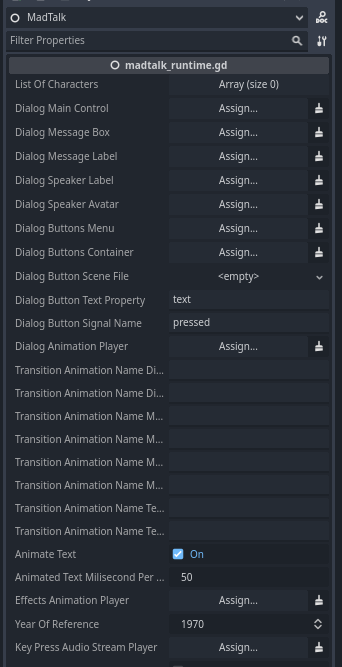 MadTalk
DOC
Filter Properties
madtalk_runtime.gd
List Of Characters Array (size 0)
Dialog Main Control Assign...
Dialog Message Box Assign...
Dialog Message Label Assign...
Dialog Speaker Label Assign...
Dialog Speaker Avatar Assign...
Dialog Buttons Menu Assign...
Dialog Buttons Container Assign...
Dialog Button Scene File <empty>
Dialog Button Text Property text
Dialog Button Signal Name pressed
Dialog Animation Player Assign...
Transition Animation Name Di...
Transition Animation Name Di...
Transition Animation Name M...
Transition Animation Name M...
Transition Animation Name M...
Transition Animation Name M...
Transition Animation Name Te...
Transition Animation Name Te...
Animate Text On
Animated Text Milisecond Per ... 50
Effects Animation Player Assign...
Year Of Reference 1970
Key Press Audio Stream Player Assign...